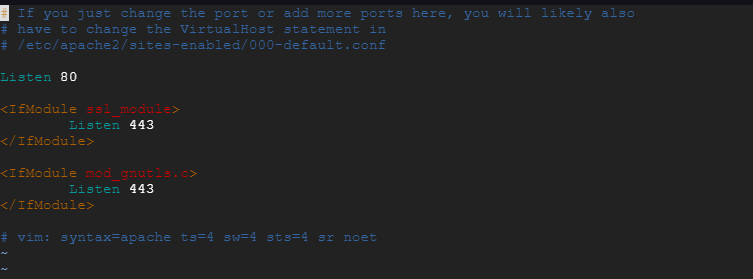 # If you just change the port or add more ports here, you will likely also
# have to change the VirtualHost statement in
# /etc/apache2/sites-enabled/000-default.conf
Listen 80
<IfModule ssl_module>
Listen 443
</IfModule>
<IfModule mod_gnutls.c>
Listen 443
</IfModule>
# vim: syntax=apache ts=4 sw=4 sts=4 sr noet
~
~